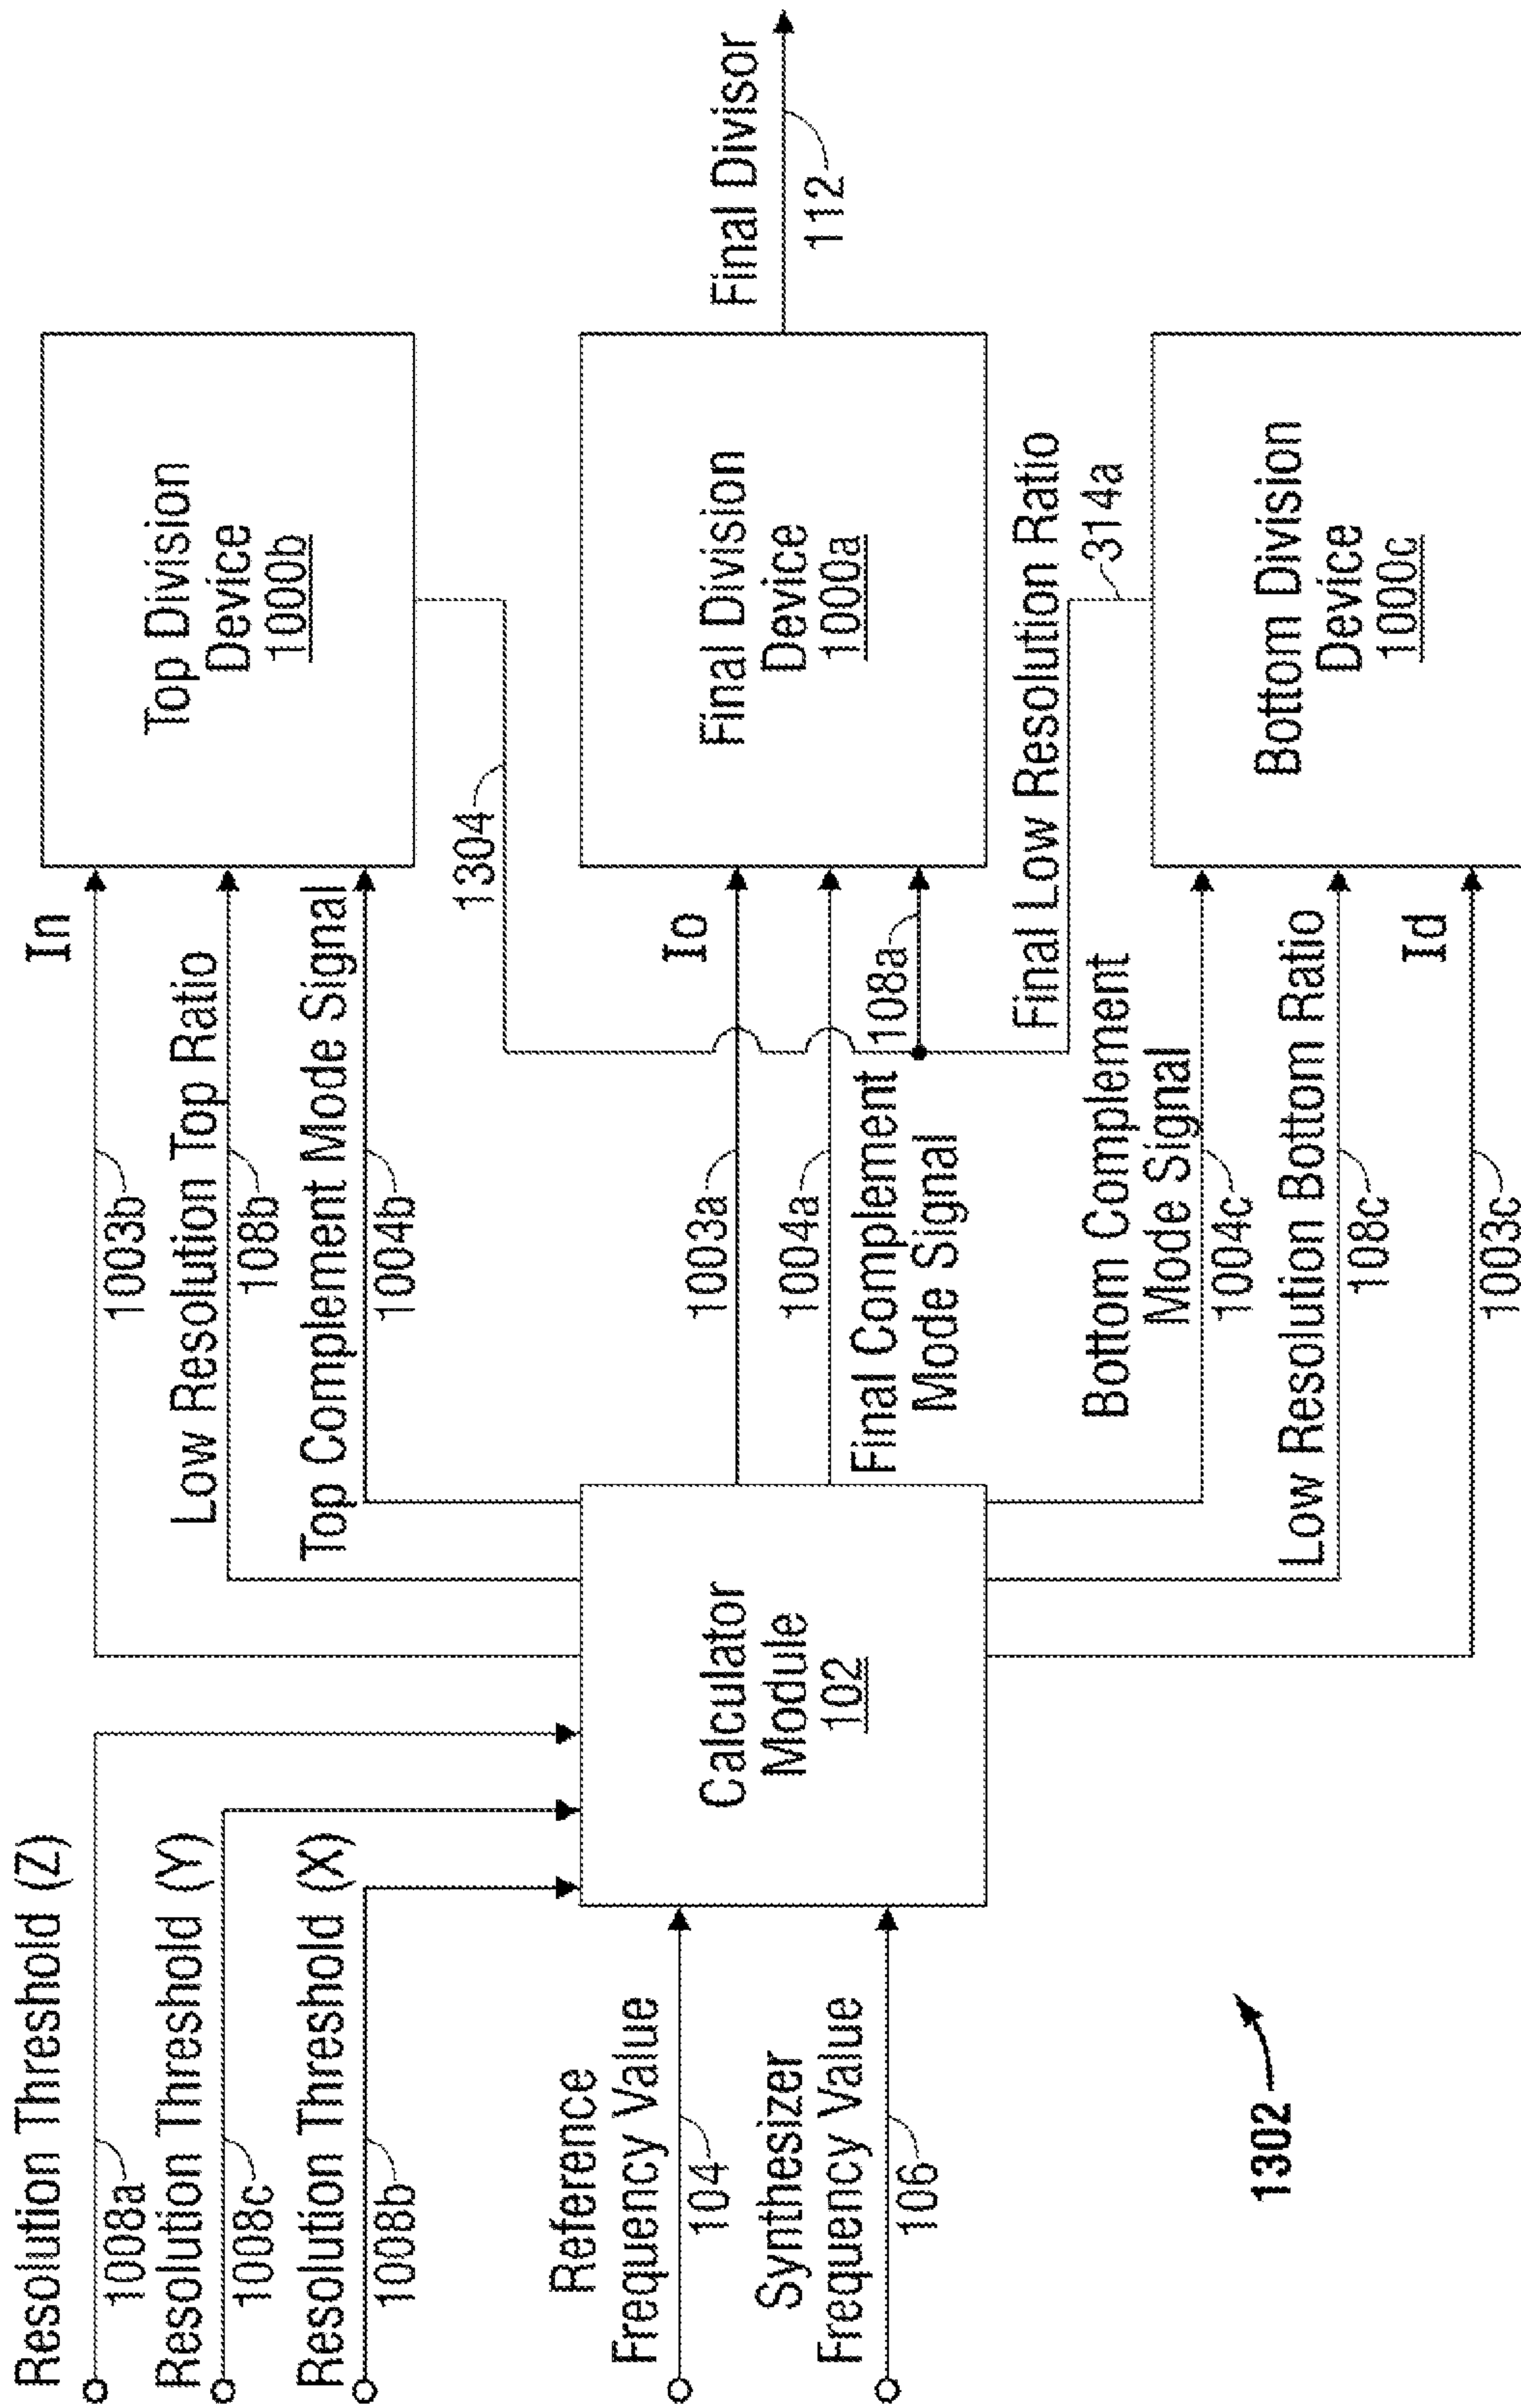 Resolution Threshold (Z)
1008a
Resolution Threshold (Y)
1008c
Resolution Threshold (X)
1008b
Reference
Frequency Value
104
Synthesizer
Frequency Value
106
1302
Calculator
Module
102
In
1003b
Low Resolution Top Ratio
108b
Top Complement Mode Signal
1004b
Io
1003a
1004a
Final Complement
Mode Signal
108a
1304
Bottom Complement
Mode Signal
1004c
Low Resolution Bottom Ratio
108c
Id
1003c
Top Division
Device
1000b
Final Division
Device
1000a
Final Low Resolution Ratio
314a
Bottom Division
Device
1000c
Final Divisor
112